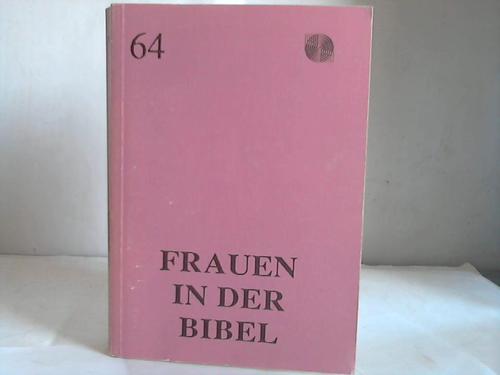 64
FRAUEN
IN DER
BIBEL